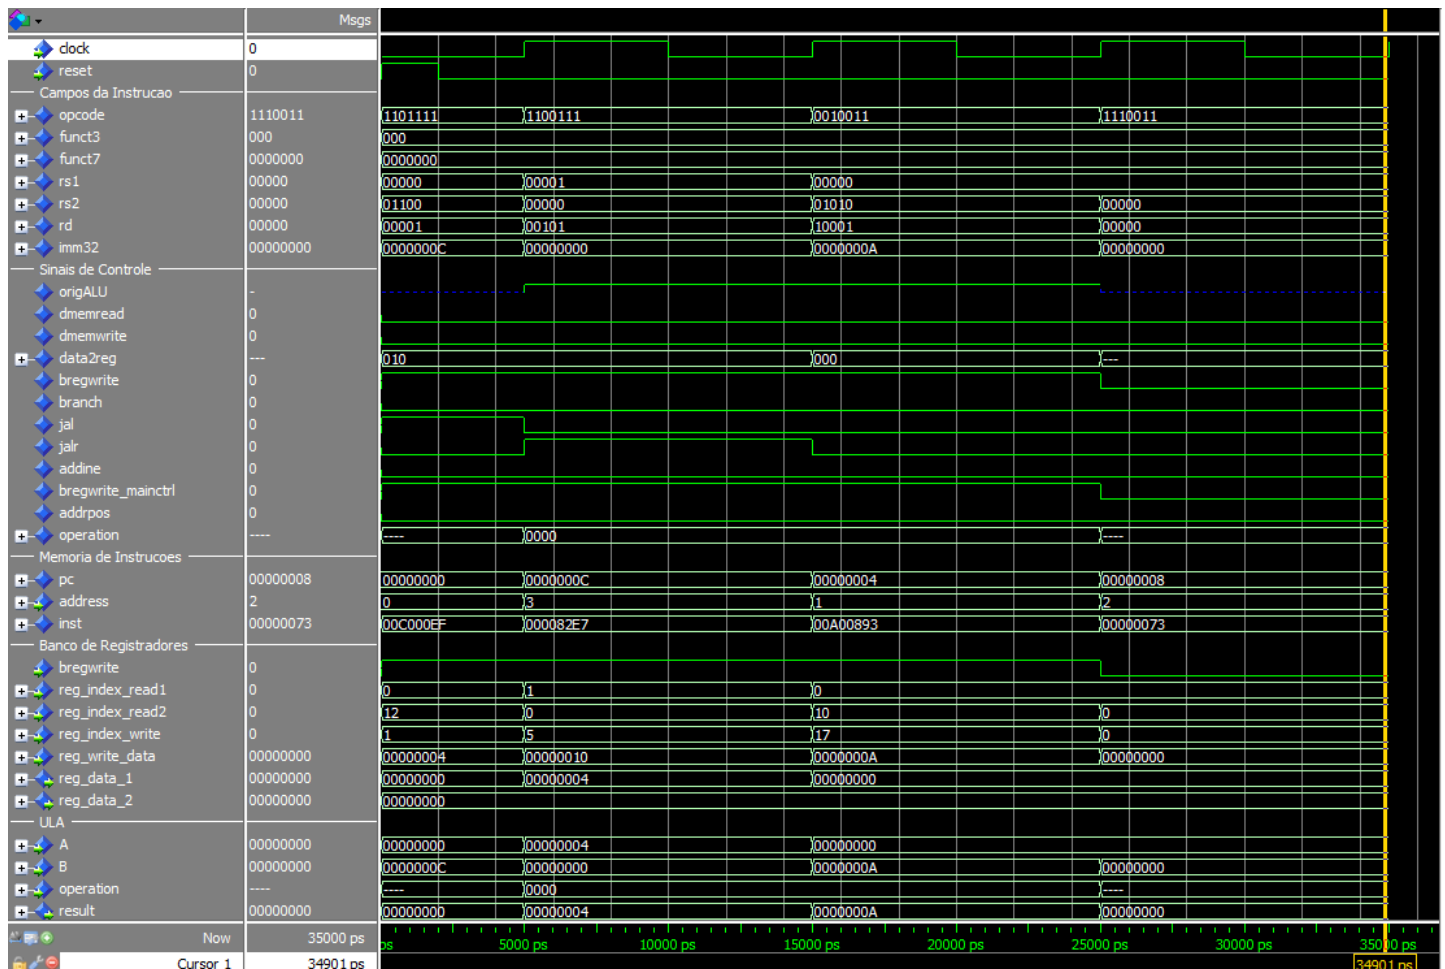 Msgs
clock 0
reset 0
Campos da Instrucao
opcode 1110011 1101111 1100111 0010011 1110011
funct3 000 000
funct7 0000000 0000000
rs1 00000 00000 00001 00000
rs2 00000 01100 00000 01010 00000
rd 00000 00001 00101 10001 00000
imm32 00000000 0000000C 00000000 0000000A 00000000
Sinais de Controle
origALU -
dmemread 0
dmemwrite 0
data2reg --- 010 000 ---
bregwrite 0
branch 0
jal 0
jalr 0
addine 0
bregwrite_mainctrl 0
addrpos 0
operation ---- ---- 0000 ----
Memoria de Instrucoes
pc 00000008 00000000 0000000C 00000004 00000008
address 2 0 3 1 2
inst 00000073 00C000EF 000082E7 00A00893 00000073
Banco de Registradores
bregwrite 0
reg_index_read1 0 0 1 0
reg_index_read2 0 12 0 10 0
reg_index_write 0 1 5 17 0
reg_write_data 00000000 00000004 00000010 0000000A 00000000
reg_data_1 00000000 00000000 00000004 00000000
reg_data_2 00000000 00000000
ULA
A 00000000 00000000 00000004 00000000
B 00000000 0000000C 00000000 0000000A 00000000
operation ---- ---- 0000 ----
result 00000000 00000000 00000004 0000000A 00000000
Now 35000 ps ps 5000 ps 10000 ps 15000 ps 20000 ps 25000 ps 30000 ps 35000 ps
Cursor 1 34901 ps 34901 ps